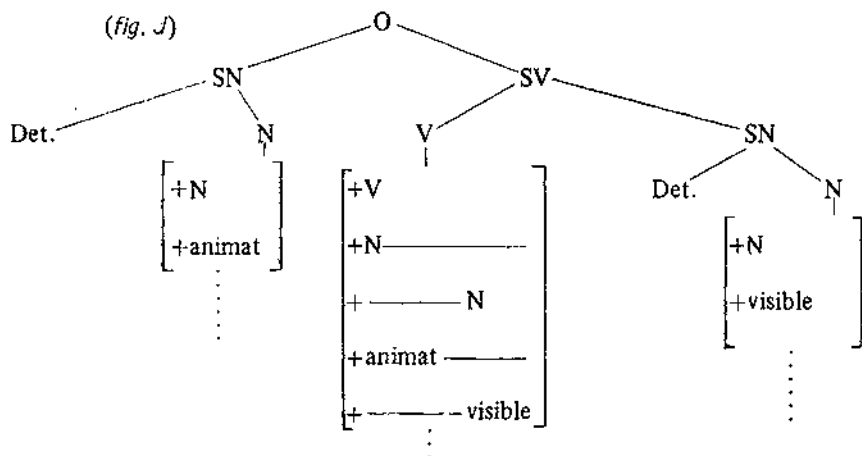 (fig. J)
O
SN SV
Det. N V SN
Det. N
+N +V
+animat +N——— +N
+———N +visible
+animat———
+———visible